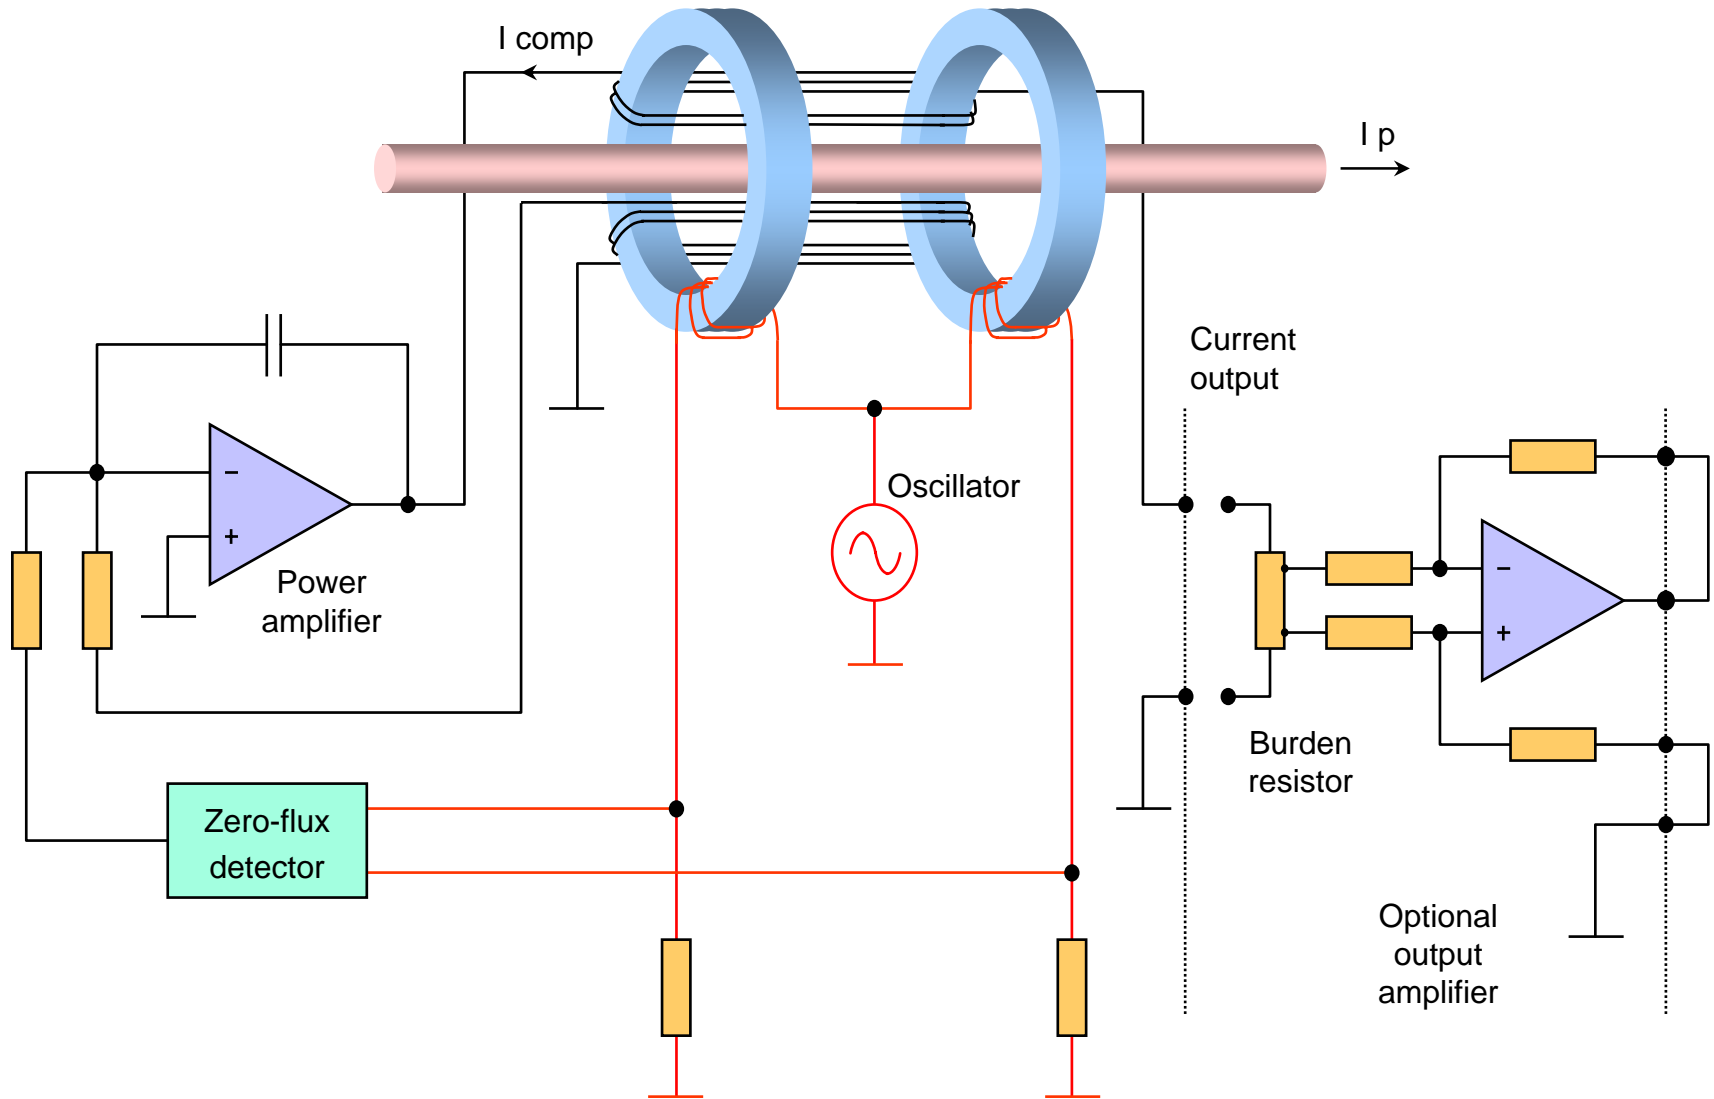 I comp
I p
Current
output
Oscillator
−
+
Power
amplifier
−
+
Burden
resistor
Zero-flux
detector
Optional
output
amplifier